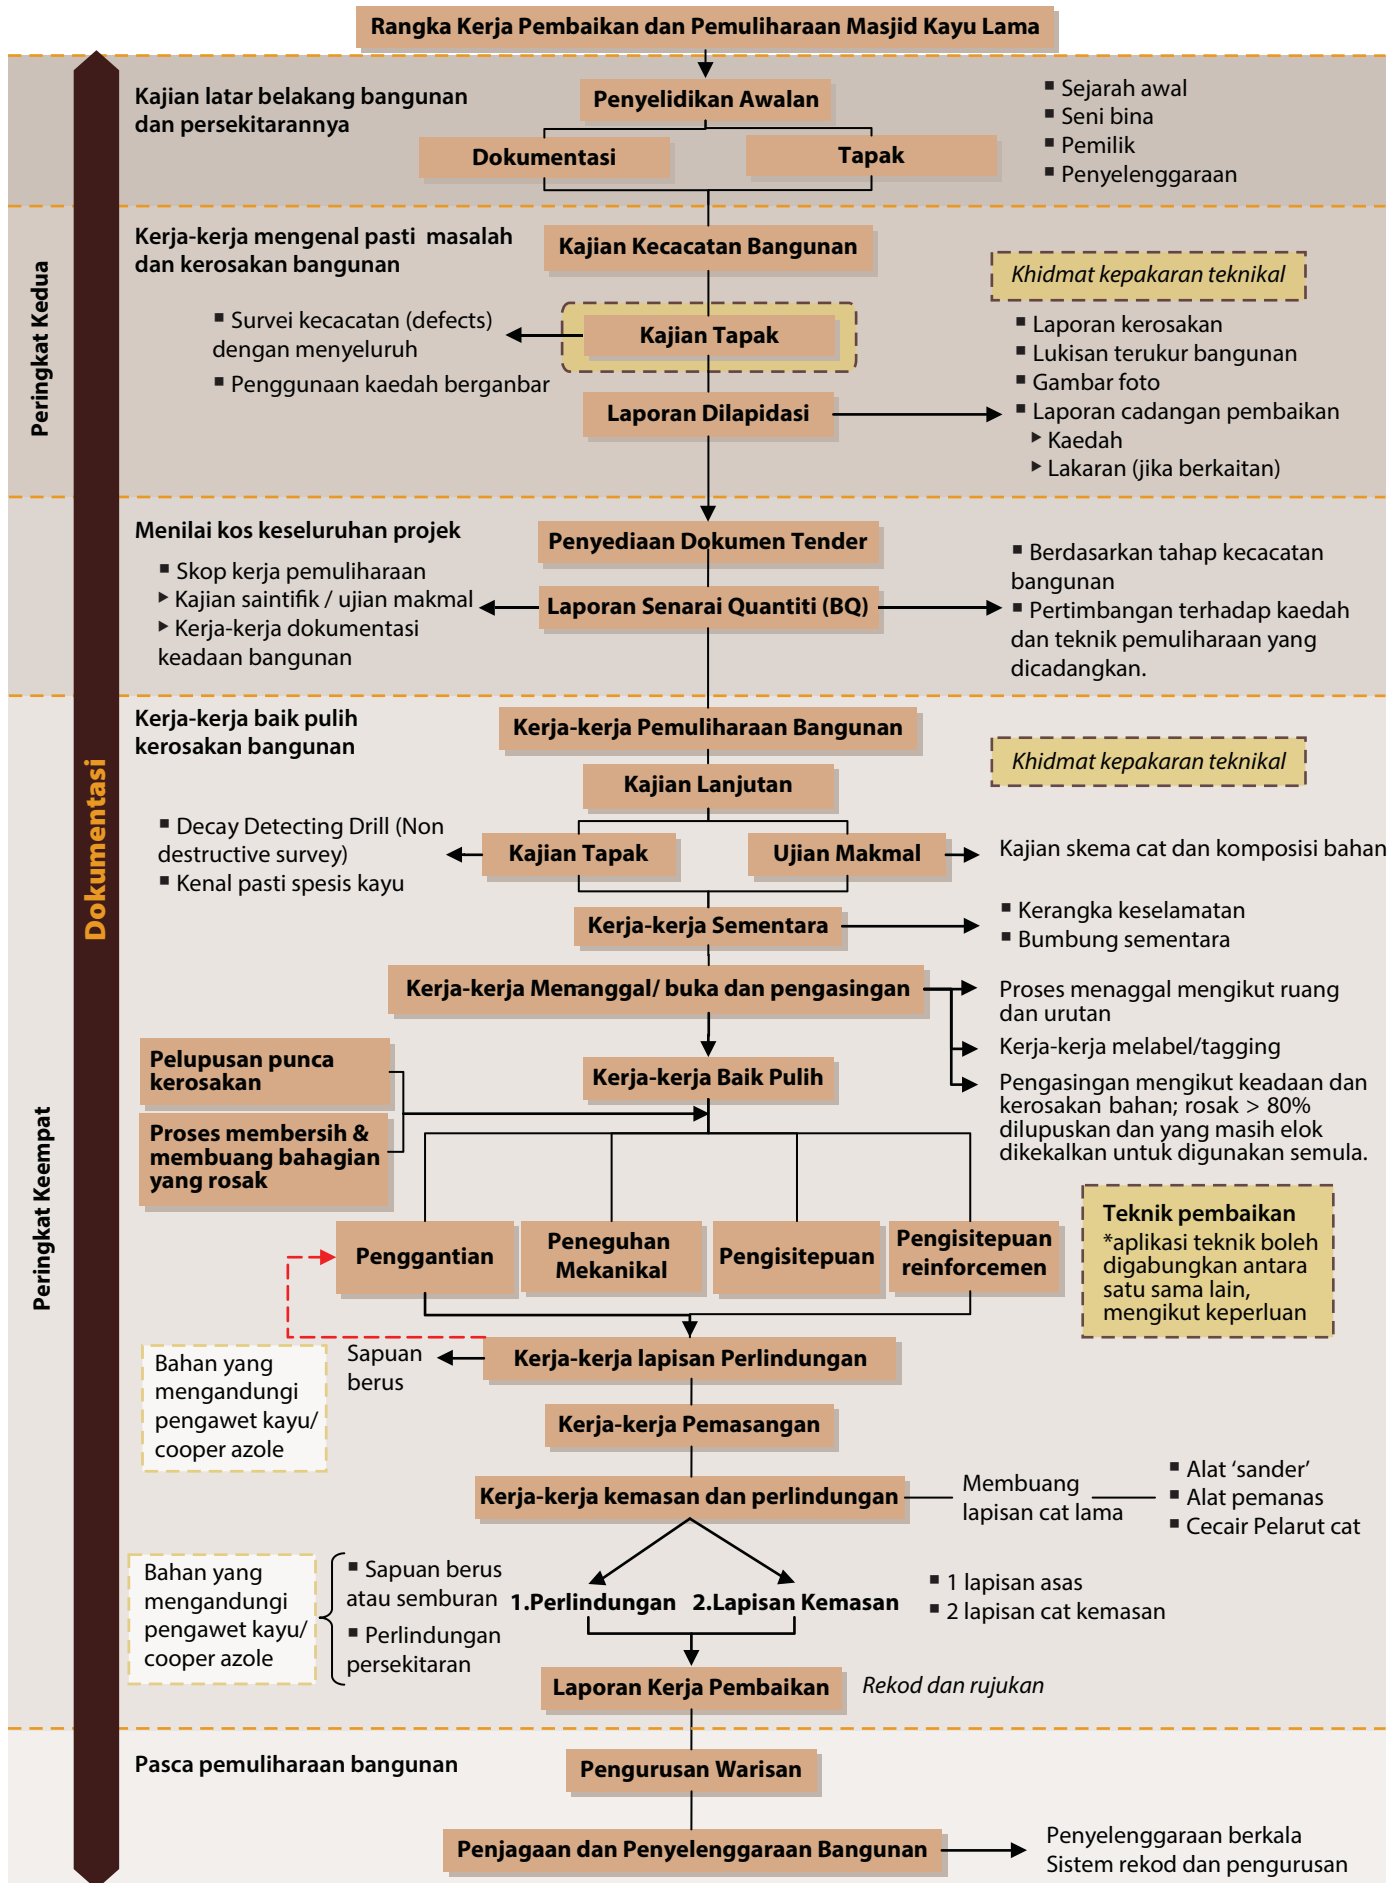 Rangka Kerja Pembaikan dan Pemuliharaan Masjid Kayu Lama
Kajian latar belakang bangunan
dan persekitarannya
Penyelidikan Awalan
Dokumentasi
Tapak
▪ Sejarah awal
▪ Seni bina
▪ Pemilik
▪ Penyelenggaraan
Peringkat Kedua
Kerja-kerja mengenal pasti masalah
dan kerosakan bangunan
Kajian Kecacatan Bangunan
Khidmat kepakaran teknikal
▪ Survei kecacatan (defects)
dengan menyeluruh
▪ Penggunaan kaedah berganbar
Kajian Tapak
Laporan Dilapidasi
▪ Laporan kerosakan
▪ Lukisan terukur bangunan
▪ Gambar foto
▪ Laporan cadangan pembaikan
▸ Kaedah
▸ Lakaran (jika berkaitan)
Menilai kos keseluruhan projek
Penyediaan Dokumen Tender
▪ Skop kerja pemuliharaan
▸ Kajian saintifik / ujian makmal
▸ Kerja-kerja dokumentasi
keadaan bangunan
Laporan Senarai Quantiti (BQ)
▪ Berdasarkan tahap kecacatan
bangunan
▪ Pertimbangan terhadap kaedah
dan teknik pemuliharaan yang
dicadangkan.
Dokumentasi
Peringkat Keempat
Kerja-kerja baik pulih
kerosakan bangunan
Kerja-kerja Pemuliharaan Bangunan
Khidmat kepakaran teknikal
Kajian Lanjutan
▪ Decay Detecting Drill (Non
destructive survey)
▪ Kenal pasti spesis kayu
Kajian Tapak
Ujian Makmal
Kajian skema cat dan komposisi bahan
Kerja-kerja Sementara
▪ Kerangka keselamatan
▪ Bumbung sementara
Kerja-kerja Menanggal/ buka dan pengasingan
Proses menaggal mengikut ruang
dan urutan
Kerja-kerja melabel/tagging
Pengasingan mengikut keadaan dan
kerosakan bahan; rosak > 80%
dilupuskan dan yang masih elok
dikekalkan untuk digunakan semula.
Pelupusan punca
kerosakan
Proses membersih &
membuang bahagian
yang rosak
Kerja-kerja Baik Pulih
Penggantian
Peneguhan
Mekanikal
Pengisitepuan
Pengisitepuan
reinforcemen
Teknik pembaikan
*aplikasi teknik boleh
digabungkan antara
satu sama lain,
mengikut keperluan
Bahan yang
mengandungi
pengawet kayu/
cooper azole
Sapuan
berus
Kerja-kerja lapisan Perlindungan
Kerja-kerja Pemasangan
Kerja-kerja kemasan dan perlindungan
Membuang
lapisan cat lama
▪ Alat ‘sander’
▪ Alat pemanas
▪ Cecair Pelarut cat
Bahan yang
mengandungi
pengawet kayu/
cooper azole
▪ Sapuan berus
atau semburan
▪ Perlindungan
persekitaran
1.Perlindungan
2.Lapisan Kemasan
▪ 1 lapisan asas
▪ 2 lapisan cat kemasan
Laporan Kerja Pembaikan
Rekod dan rujukan
Pasca pemuliharaan bangunan
Pengurusan Warisan
Penjagaan dan Penyelenggaraan Bangunan
Penyelenggaraan berkala
Sistem rekod dan pengurusan